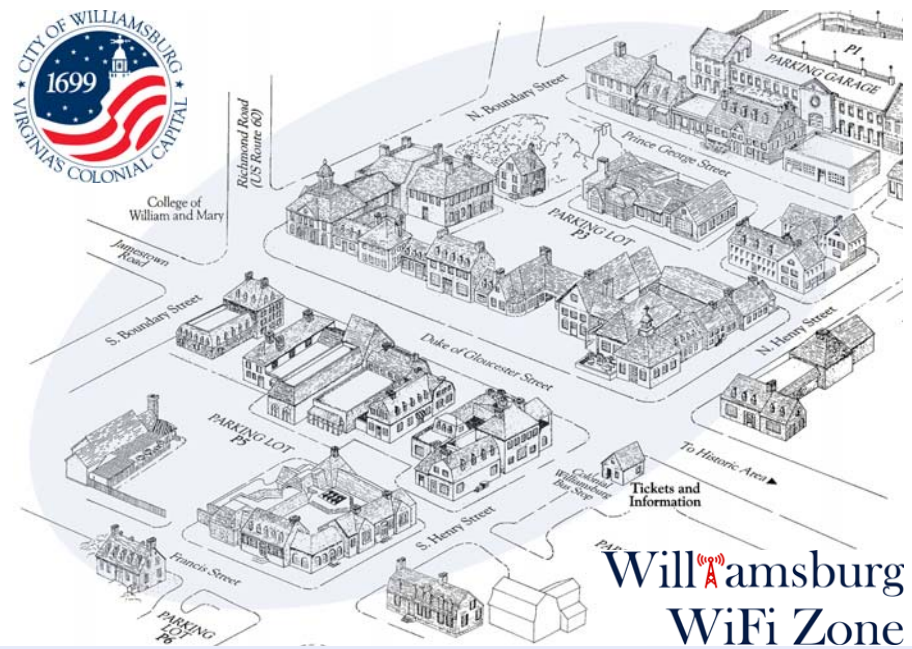 CITY OF WILLIAMSBURG
1699
VIRGINIA'S COLONIAL CAPITAL
P1
PARKING GARAGE
N. Boundary Street
Richmond Road
(US Route 60)
Prince George Street
College of
William and Mary
PARKING LOT
P3
Jamestown
Road
S. Boundary Street
N. Henry Street
Duke of Gloucester Street
PARKING LOT
P5
To Historic Area
Colonial
Williamsburg
Bus Stop
Tickets and
Information
S. Henry Street
Francis Street
PARKING
LOT
P6
Williamsburg
WiFi Zone